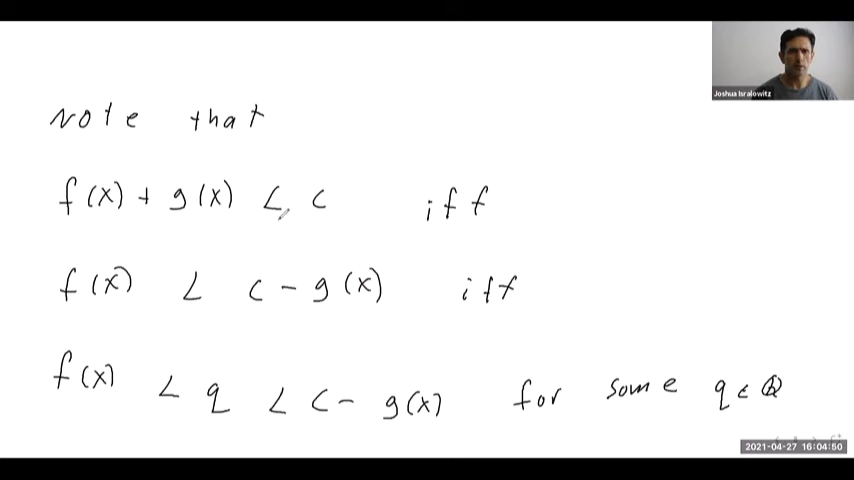 Joshua Isralowitz
Note that
f(x) + g(x) < c iff
f(x) < c - g(x) iff
f(x) < q < c - g(x) for some q ∈ ℚ
2021-04-27 16:04:50